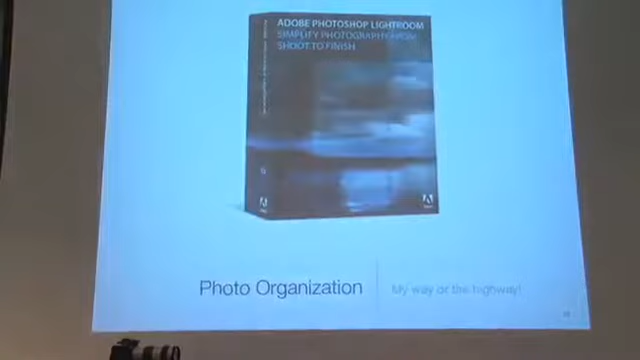 ADOBE PHOTOSHOP LIGHTROOM
SIMPLIFY PHOTOGRAPHY FROM
SHOOT TO FINISH
Photo Organization
My way or the highway!